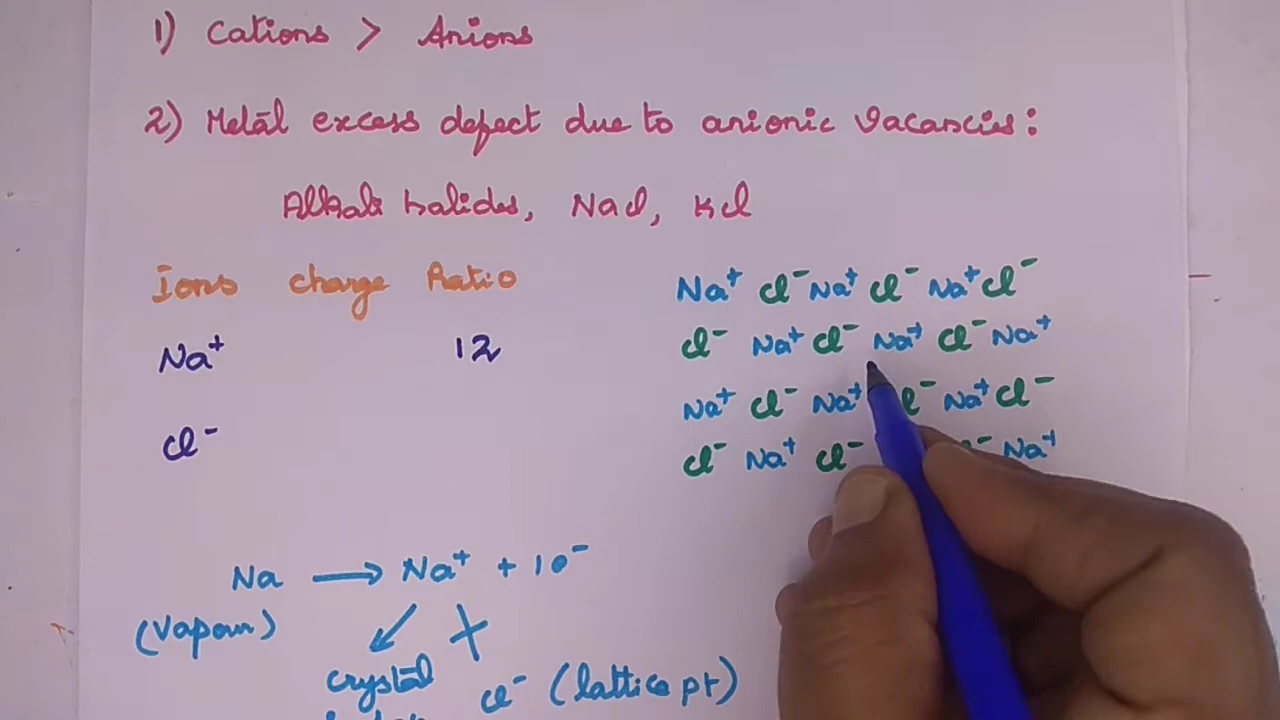 1) Cations > Anions
2) Metal excess defect due to anionic vacancies:
Alkali halides, NaCl, KCl
Ions charge Ratio
Na⁺ 12
Cl⁻
Na⁺ Cl⁻ Na⁺ Cl⁻ Na⁺ Cl⁻
Cl⁻ Na⁺ Cl⁻ Na⁺ Cl⁻ Na⁺
Na⁺ Cl⁻ Na⁺ Cl⁻ Na⁺ Cl⁻
Cl⁻ Na⁺ Cl⁻ Na⁺
Na → Na⁺ + 1e⁻
(Vapour)
crystal
Cl⁻ (lattice pt)